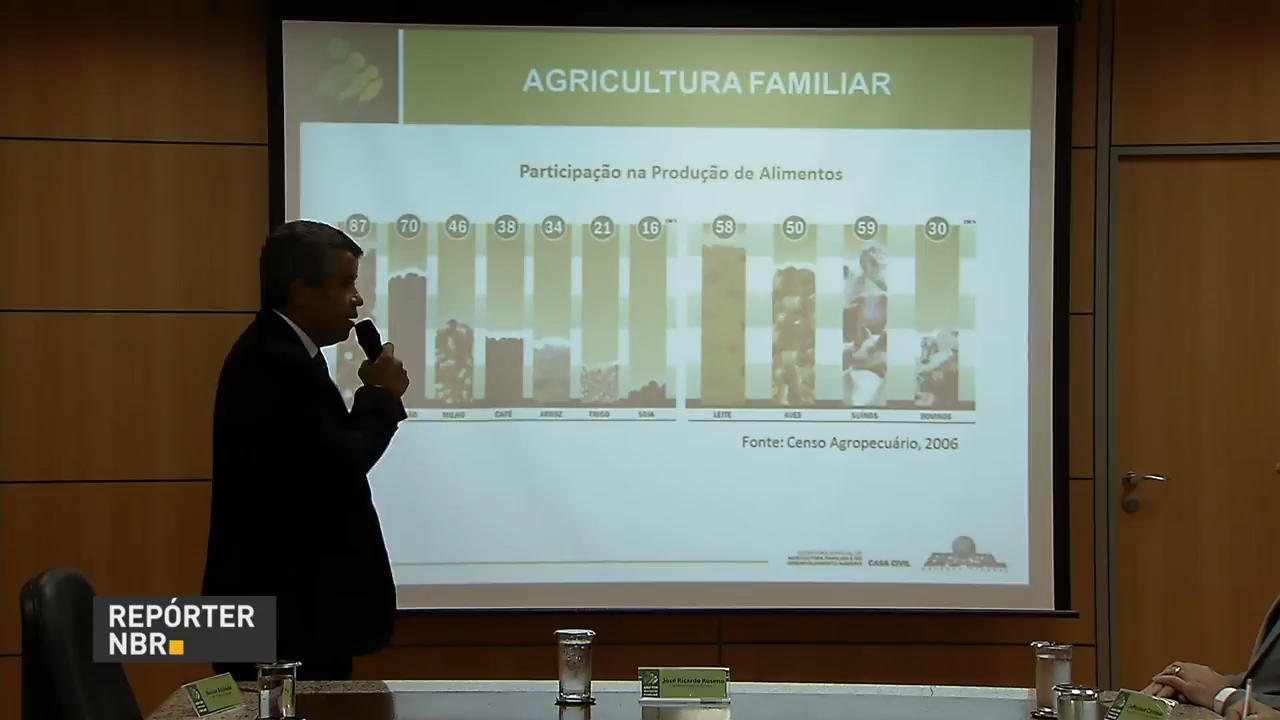 AGRICULTURA FAMILIAR
Participação na Produção de Alimentos
87 70 46 38 34 21 16 58 50 59 30
MILHO CAFÉ ARROZ TRIGO SOJA LEITE AVES SUÍNOS BOVINOS
Fonte: Censo Agropecuário, 2006
CASA CIVIL
REPÓRTER
NBR
José Ricardo Roseno